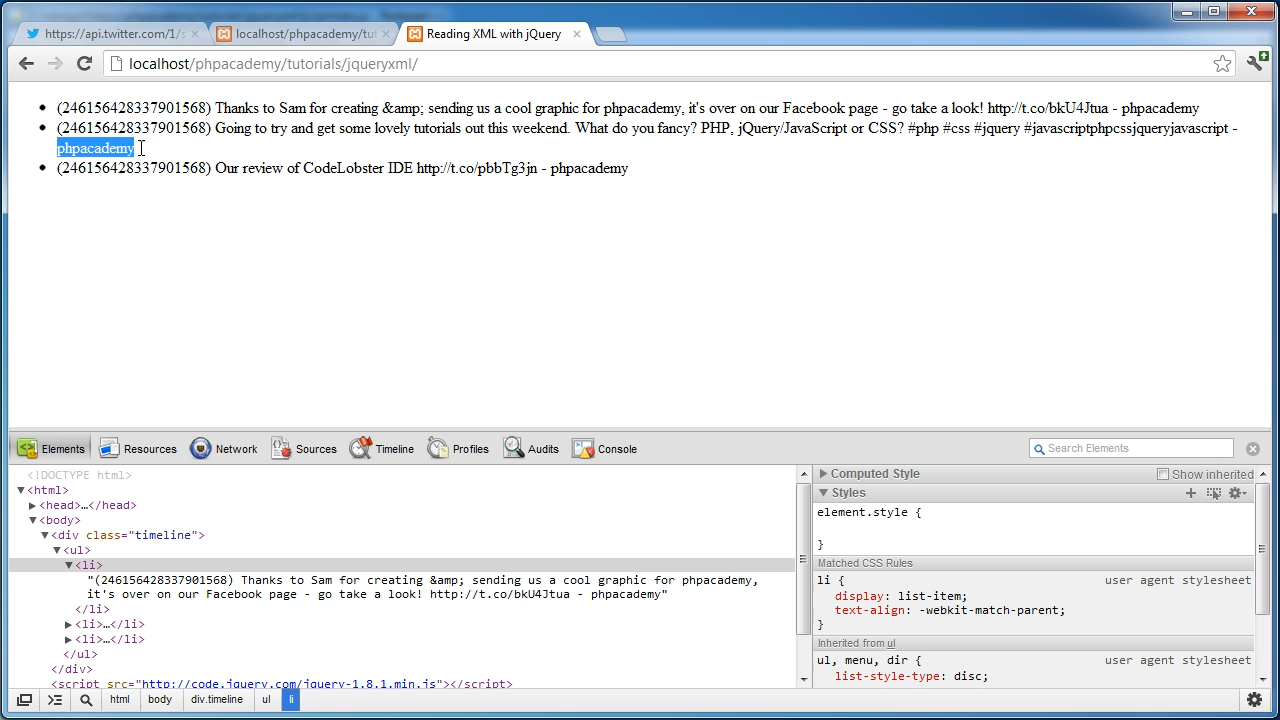 https://api.twitter.com/1/s
localhost/phpacademy/tut
Reading XML with jQuery
localhost/phpacademy/tutorials/jqueryxml/
(246156428337901568) Thanks to Sam for creating &amp; sending us a cool graphic for phpacademy, it's over on our Facebook page - go take a look! http://t.co/bkU4Jtua - phpacademy
(246156428337901568) Going to try and get some lovely tutorials out this weekend. What do you fancy? PHP, jQuery/JavaScript or CSS? #php #css #jquery #javascriptphpcssjqueryjavascript -
phpacademy
(246156428337901568) Our review of CodeLobster IDE http://t.co/pbbTg3jn - phpacademy
Elements Resources Network Sources Timeline Profiles Audits Console Search Elements
<!DOCTYPE html>
<html>
<head>…</head>
<body>
<div class="timeline">
<ul>
<li>
"(246156428337901568) Thanks to Sam for creating &amp; sending us a cool graphic for phpacademy,
it's over on our Facebook page - go take a look! http://t.co/bkU4Jtua - phpacademy"
</li>
<li>…</li>
<li>…</li>
</ul>
</div>
<script src="http://code.jquery.com/jquery-1.8.1.min.js"></script>
Computed Style Show inherited
Styles
element.style {
}
Matched CSS Rules
li { user agent stylesheet
display: list-item;
text-align: -webkit-match-parent;
}
Inherited from ul
ul, menu, dir { user agent stylesheet
list-style-type: disc;
html body div.timeline ul li